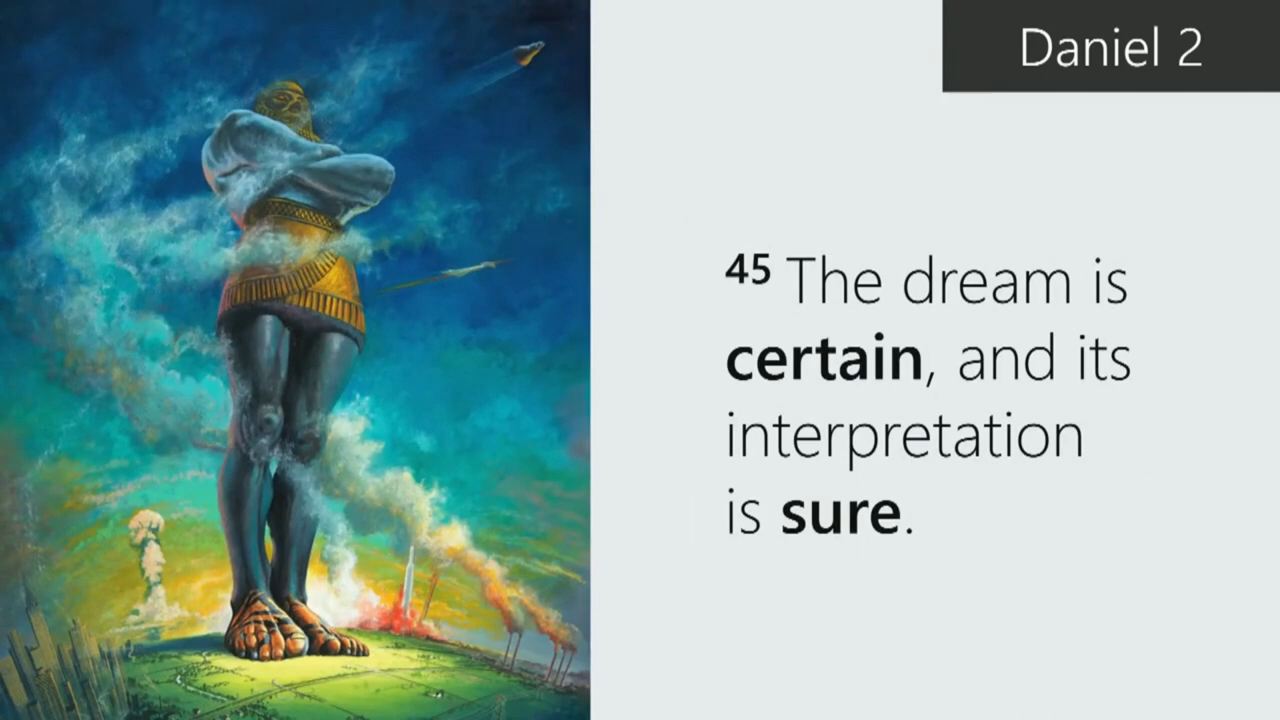 Daniel 2
45 The dream is
certain, and its
interpretation
is sure.